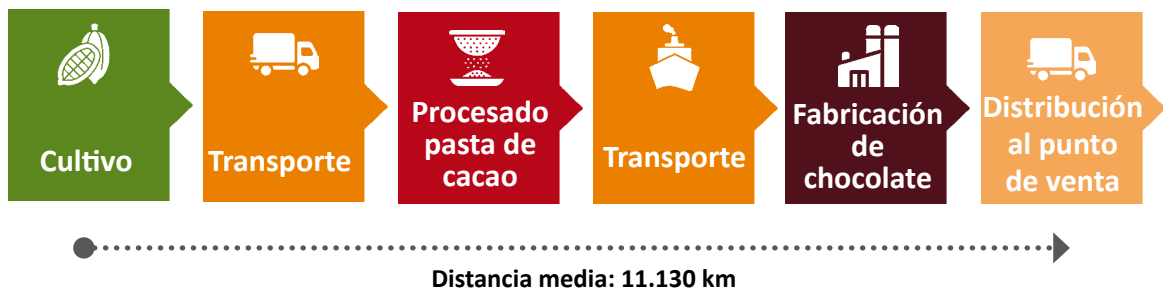 Cultivo
Transporte
Procesado
pasta de
cacao
Transporte
Fabricación
de
chocolate
Distribución
al punto
de venta
Distancia media: 11.130 km